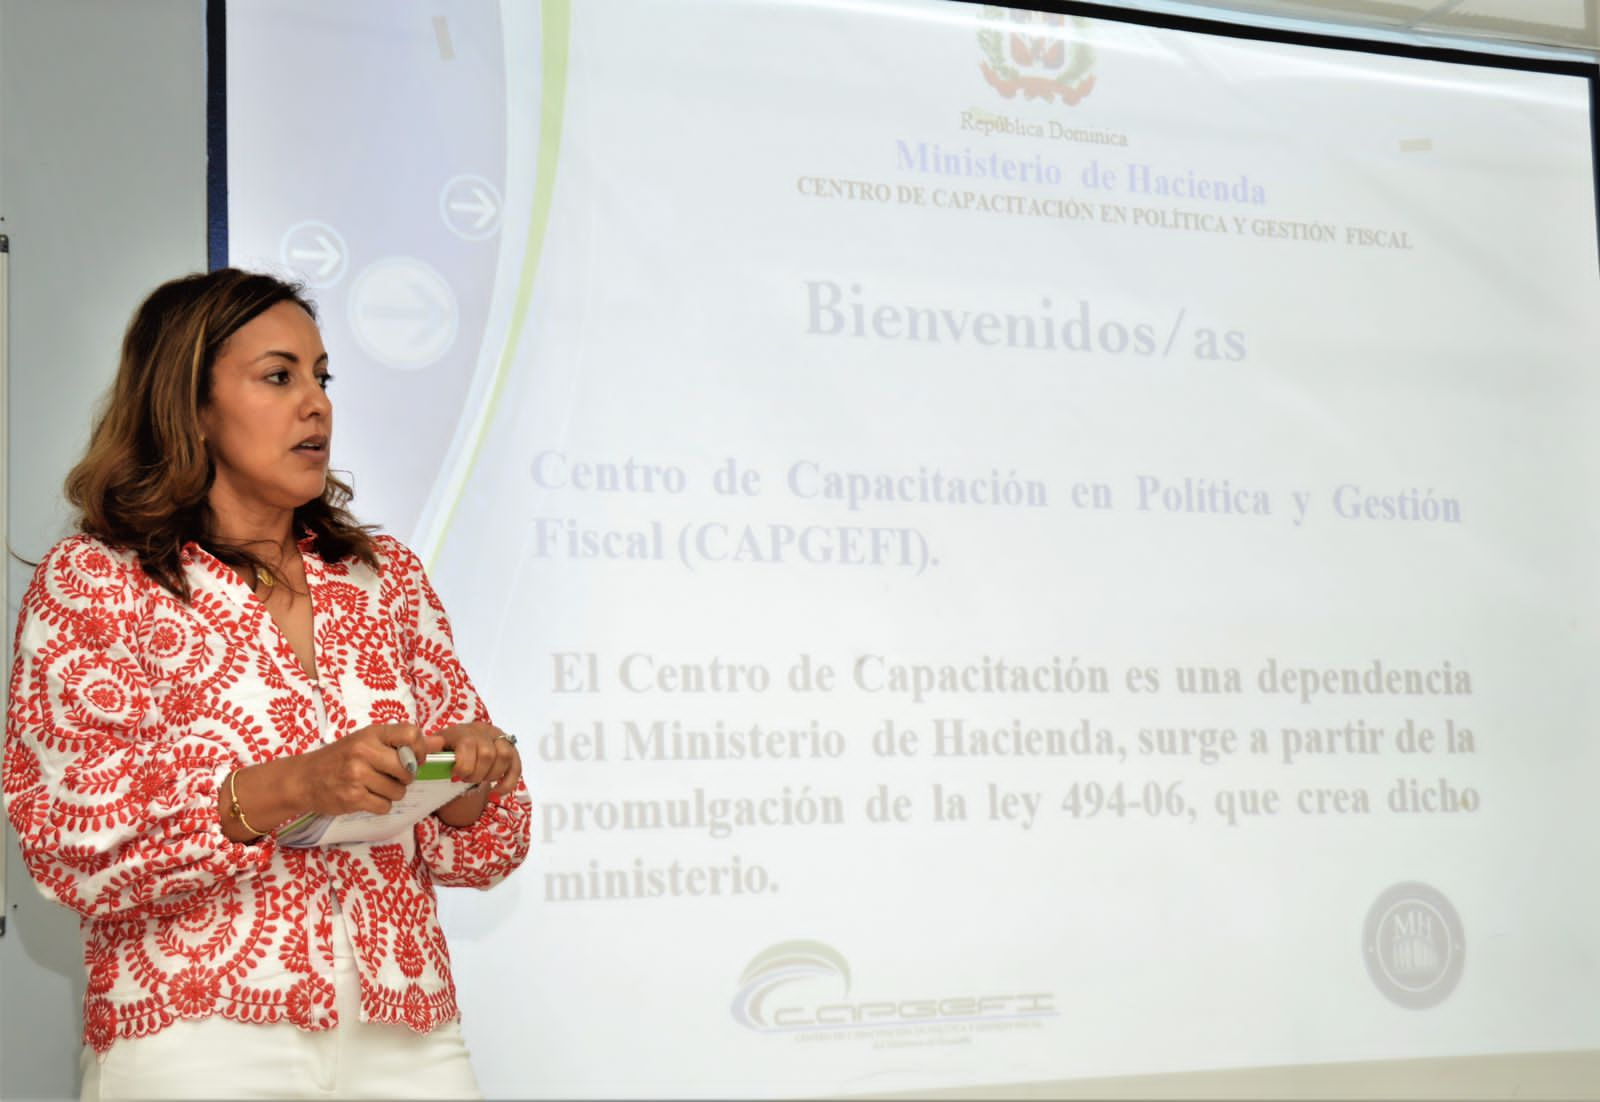 República Dominica
Ministerio de Hacienda
CENTRO DE CAPACITACIÓN EN POLÍTICA Y GESTIÓN FISCAL
Bienvenidos/as
Centro de Capacitación en Política y Gestión
Fiscal (CAPGEFI).
El Centro de Capacitación es una dependencia
del Ministerio de Hacienda, surge a partir de la
promulgación de la ley 494-06, que crea dicho
ministerio.
MH
CAPGEFI